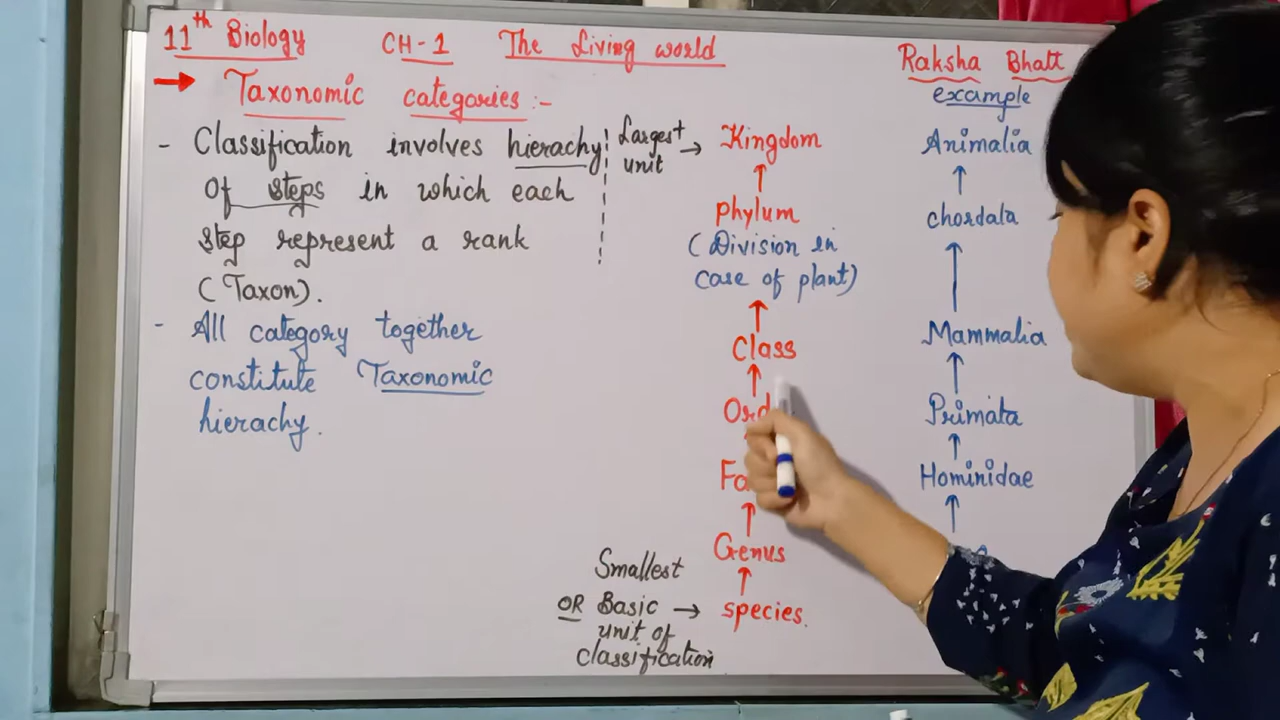 11th Biology CH-1 The Living world
Raksha Bhatt
→ Taxonomic categories :-
- Classification involves hierachy
of steps in which each
step represent a rank
(Taxon).
- All category together
constitute Taxonomic
hierachy.
Largest
unit → Kingdom
↑
phylum
(Division in
case of plant)
↑
Class
↑
↑
Genus
↑
species.
Smallest
OR Basic →
unit of
classification
example
Animalia
↑
chordata
↑
Mammalia
↑
Primata
↑
Hominidae
↑